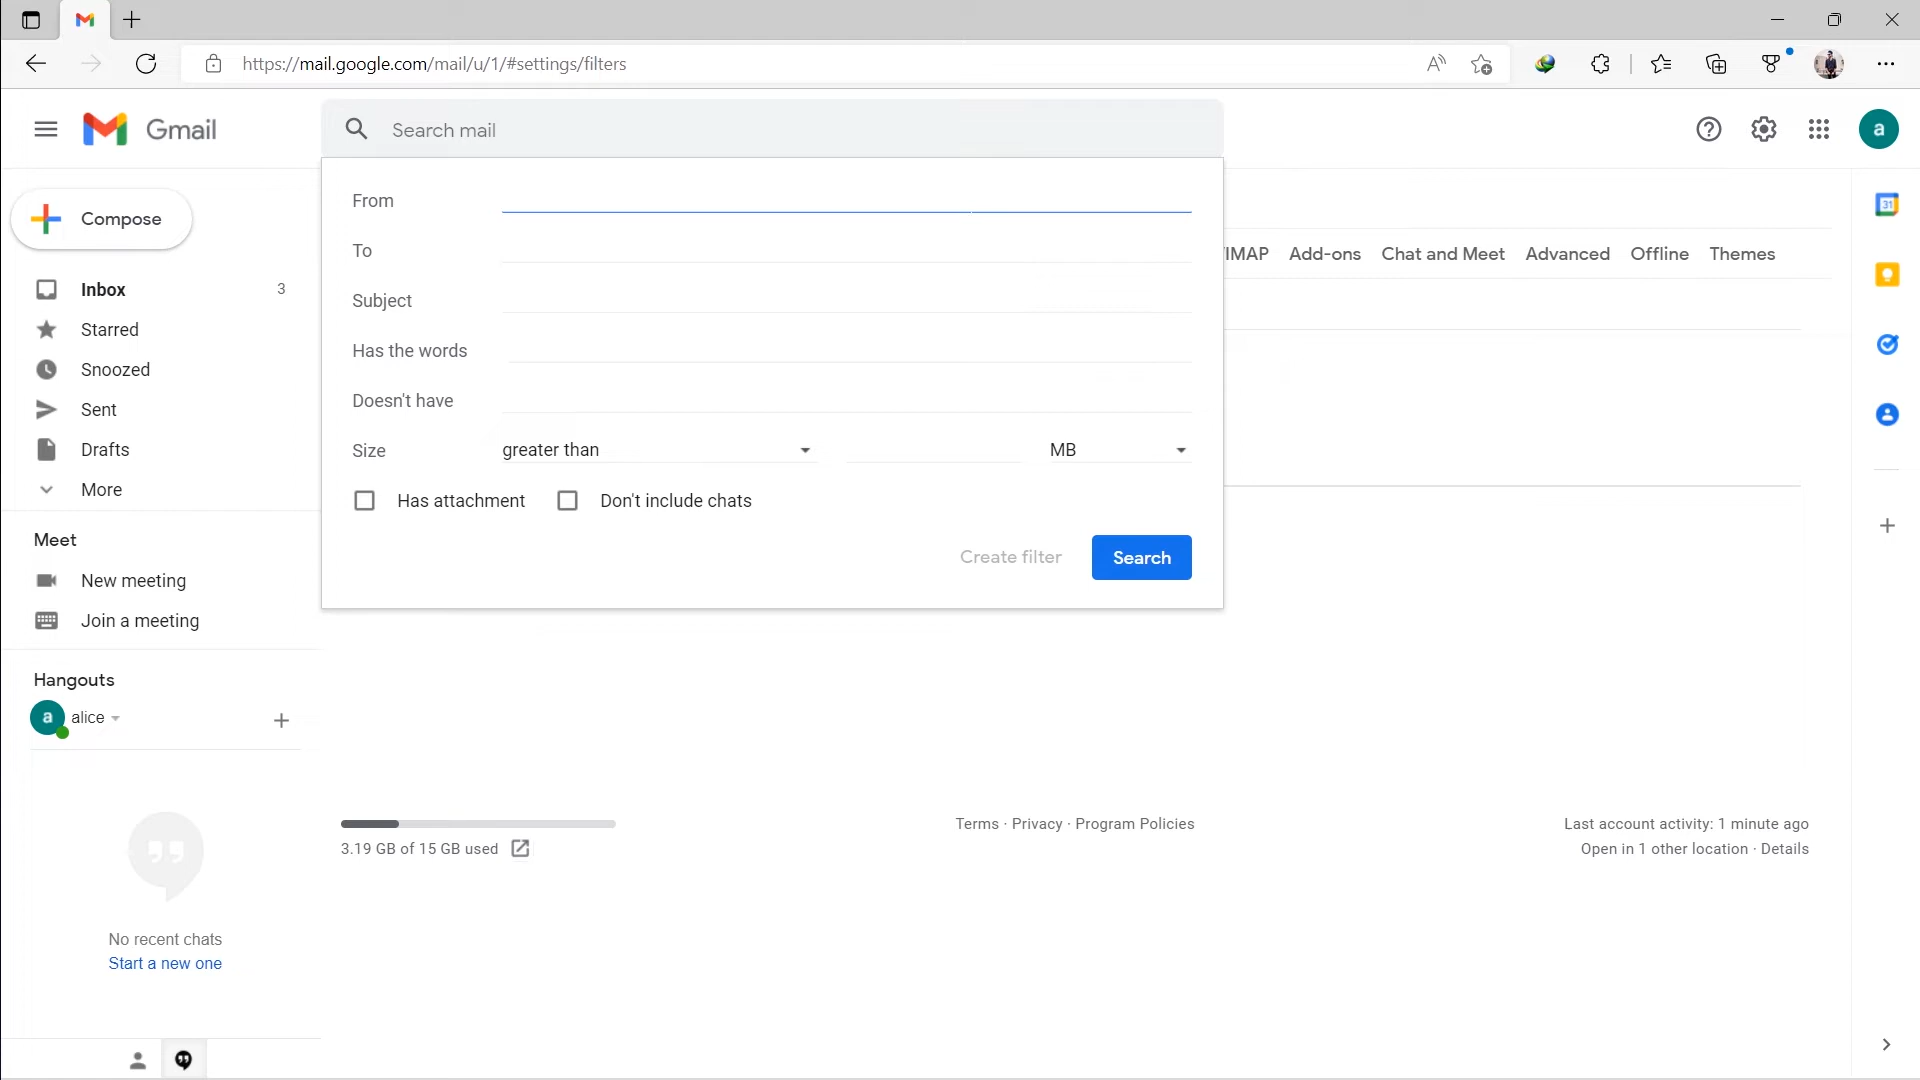 https://mail.google.com/mail/u/1/#settings/filters
Gmail
Search mail
a
Compose
Inbox 3
Starred
Snoozed
Sent
Drafts
More
Meet
New meeting
Join a meeting
Hangouts
a alice
No recent chats
Start a new one
From
To
Subject
Has the words
Doesn't have
Size greater than MB
Has attachment Don't include chats
Create filter Search
/IMAP Add-ons Chat and Meet Advanced Offline Themes
31
3.19 GB of 15 GB used
Terms · Privacy · Program Policies
Last account activity: 1 minute ago
Open in 1 other location · Details